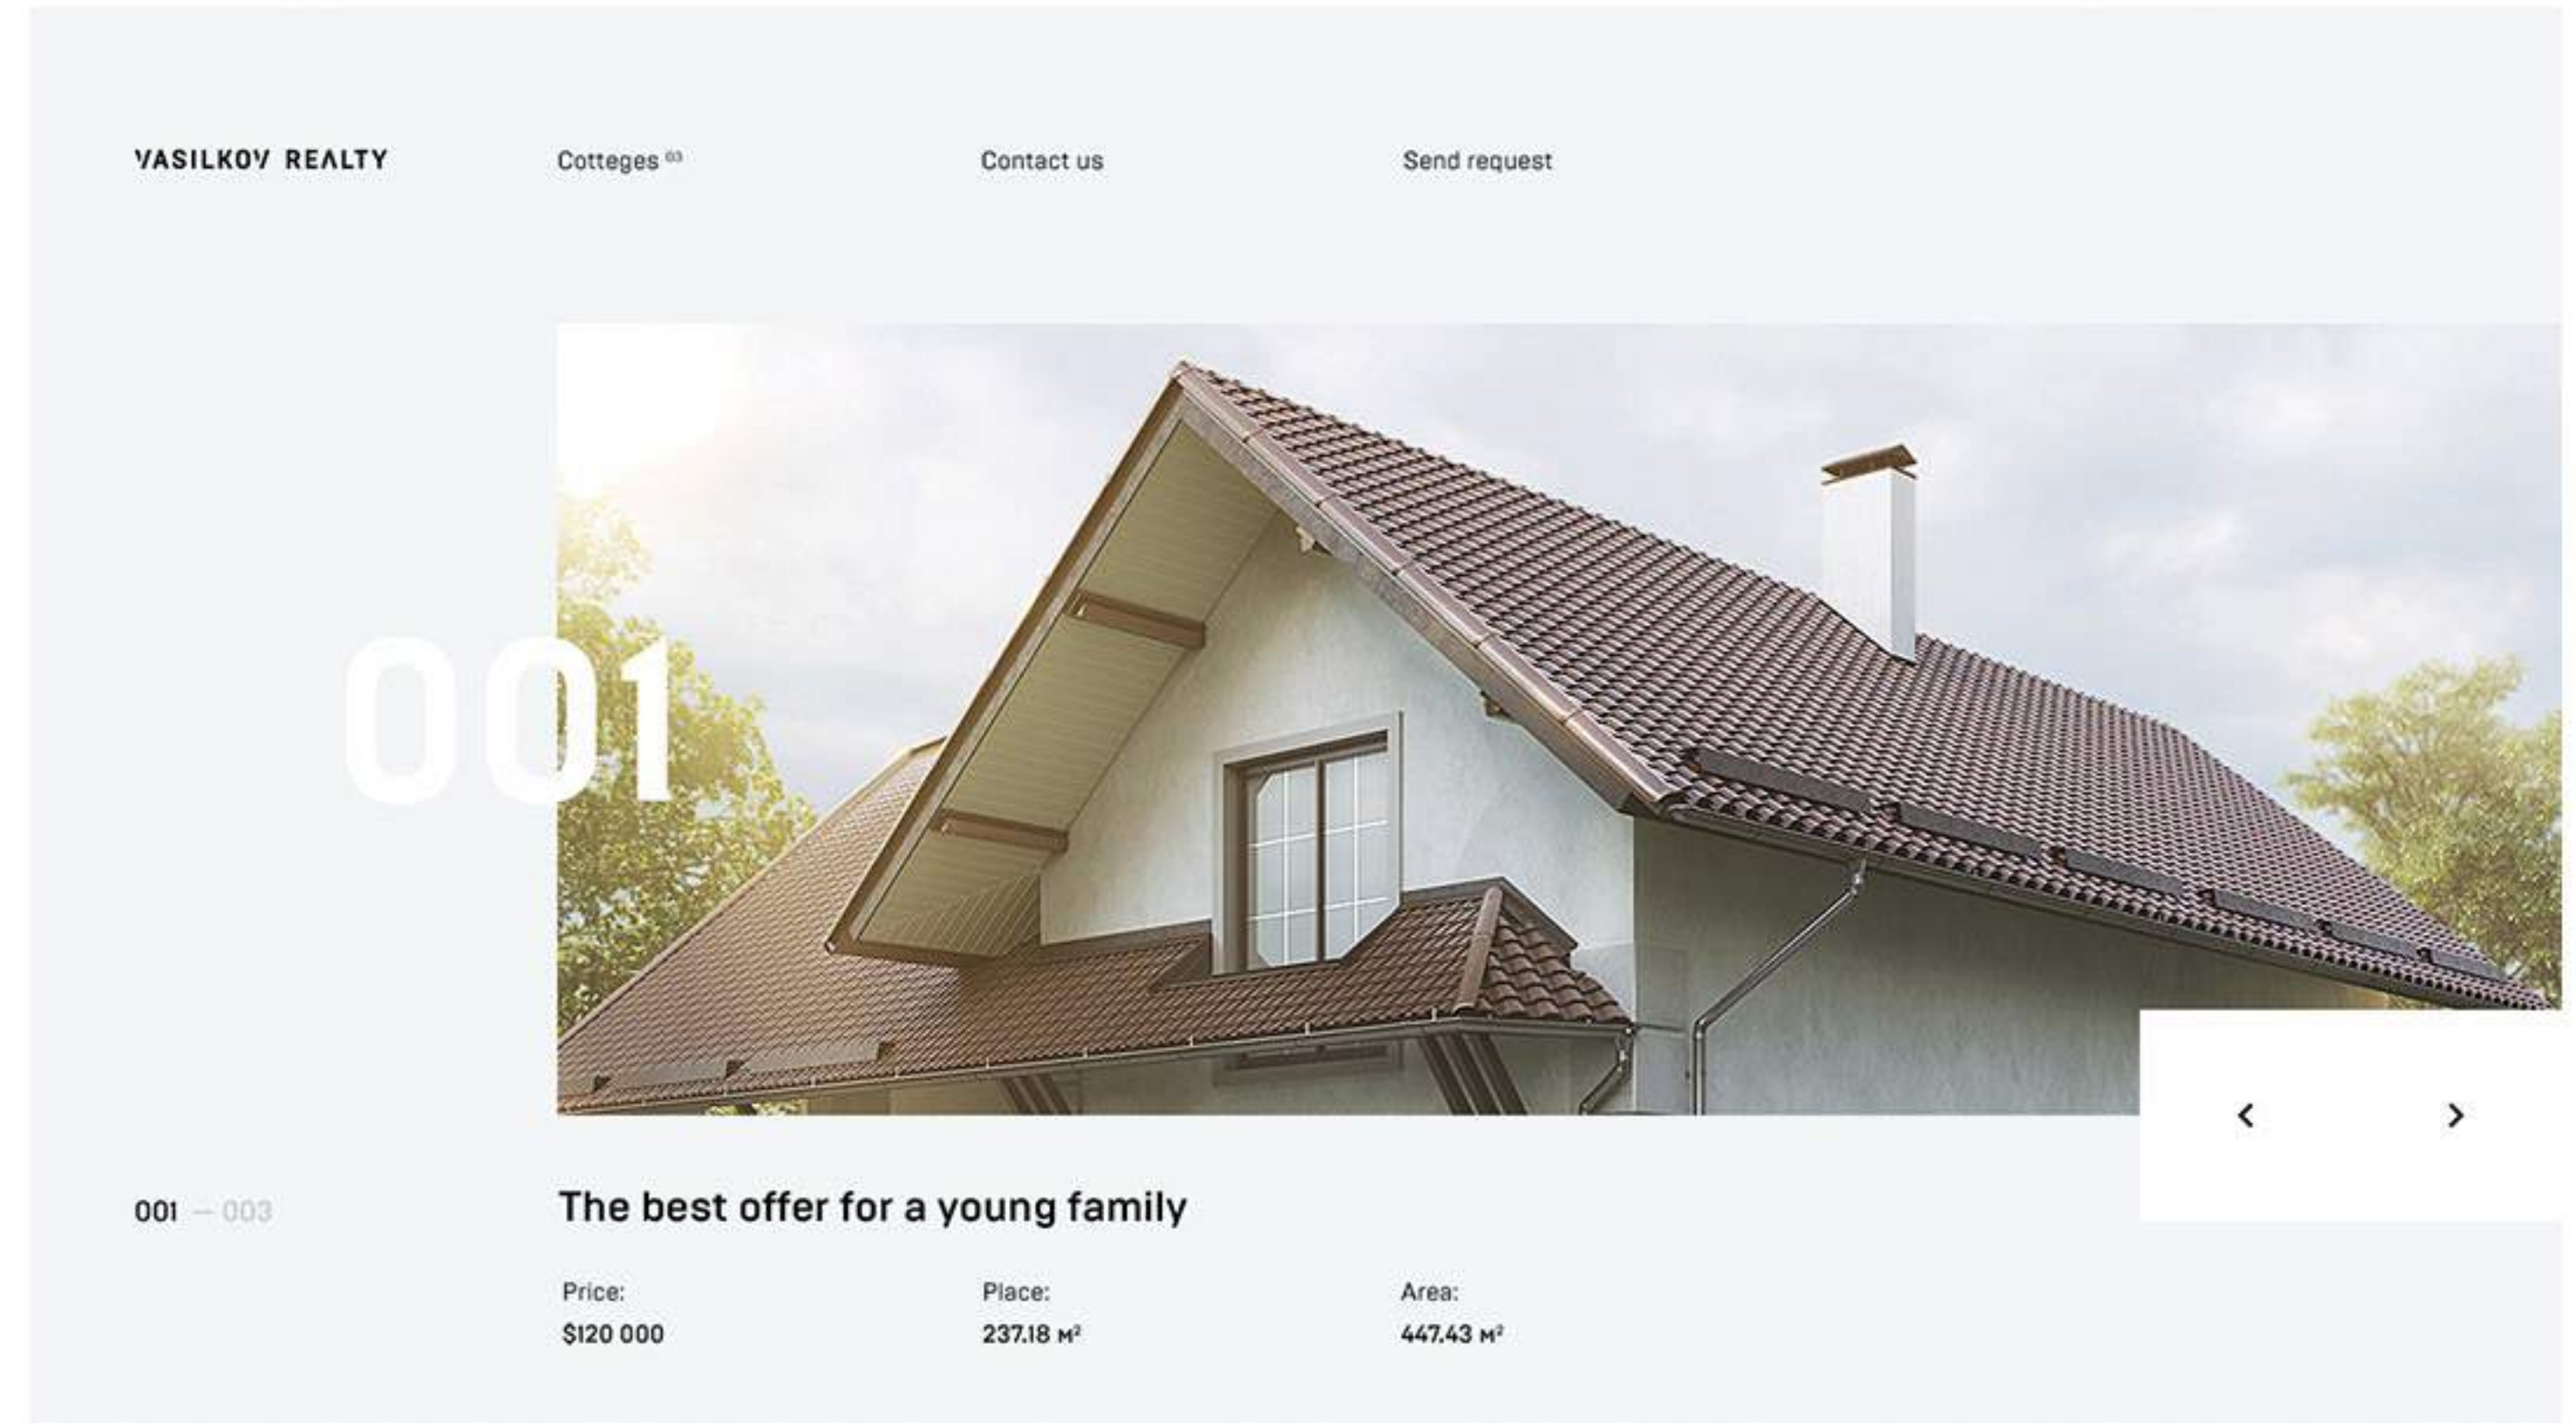 VASILKOV REALTY
Cotteges 03
Contact us
Send request
001
001 — 003
The best offer for a young family
Price:
$120 000
Place:
237.18 м²
Area:
447.43 м²